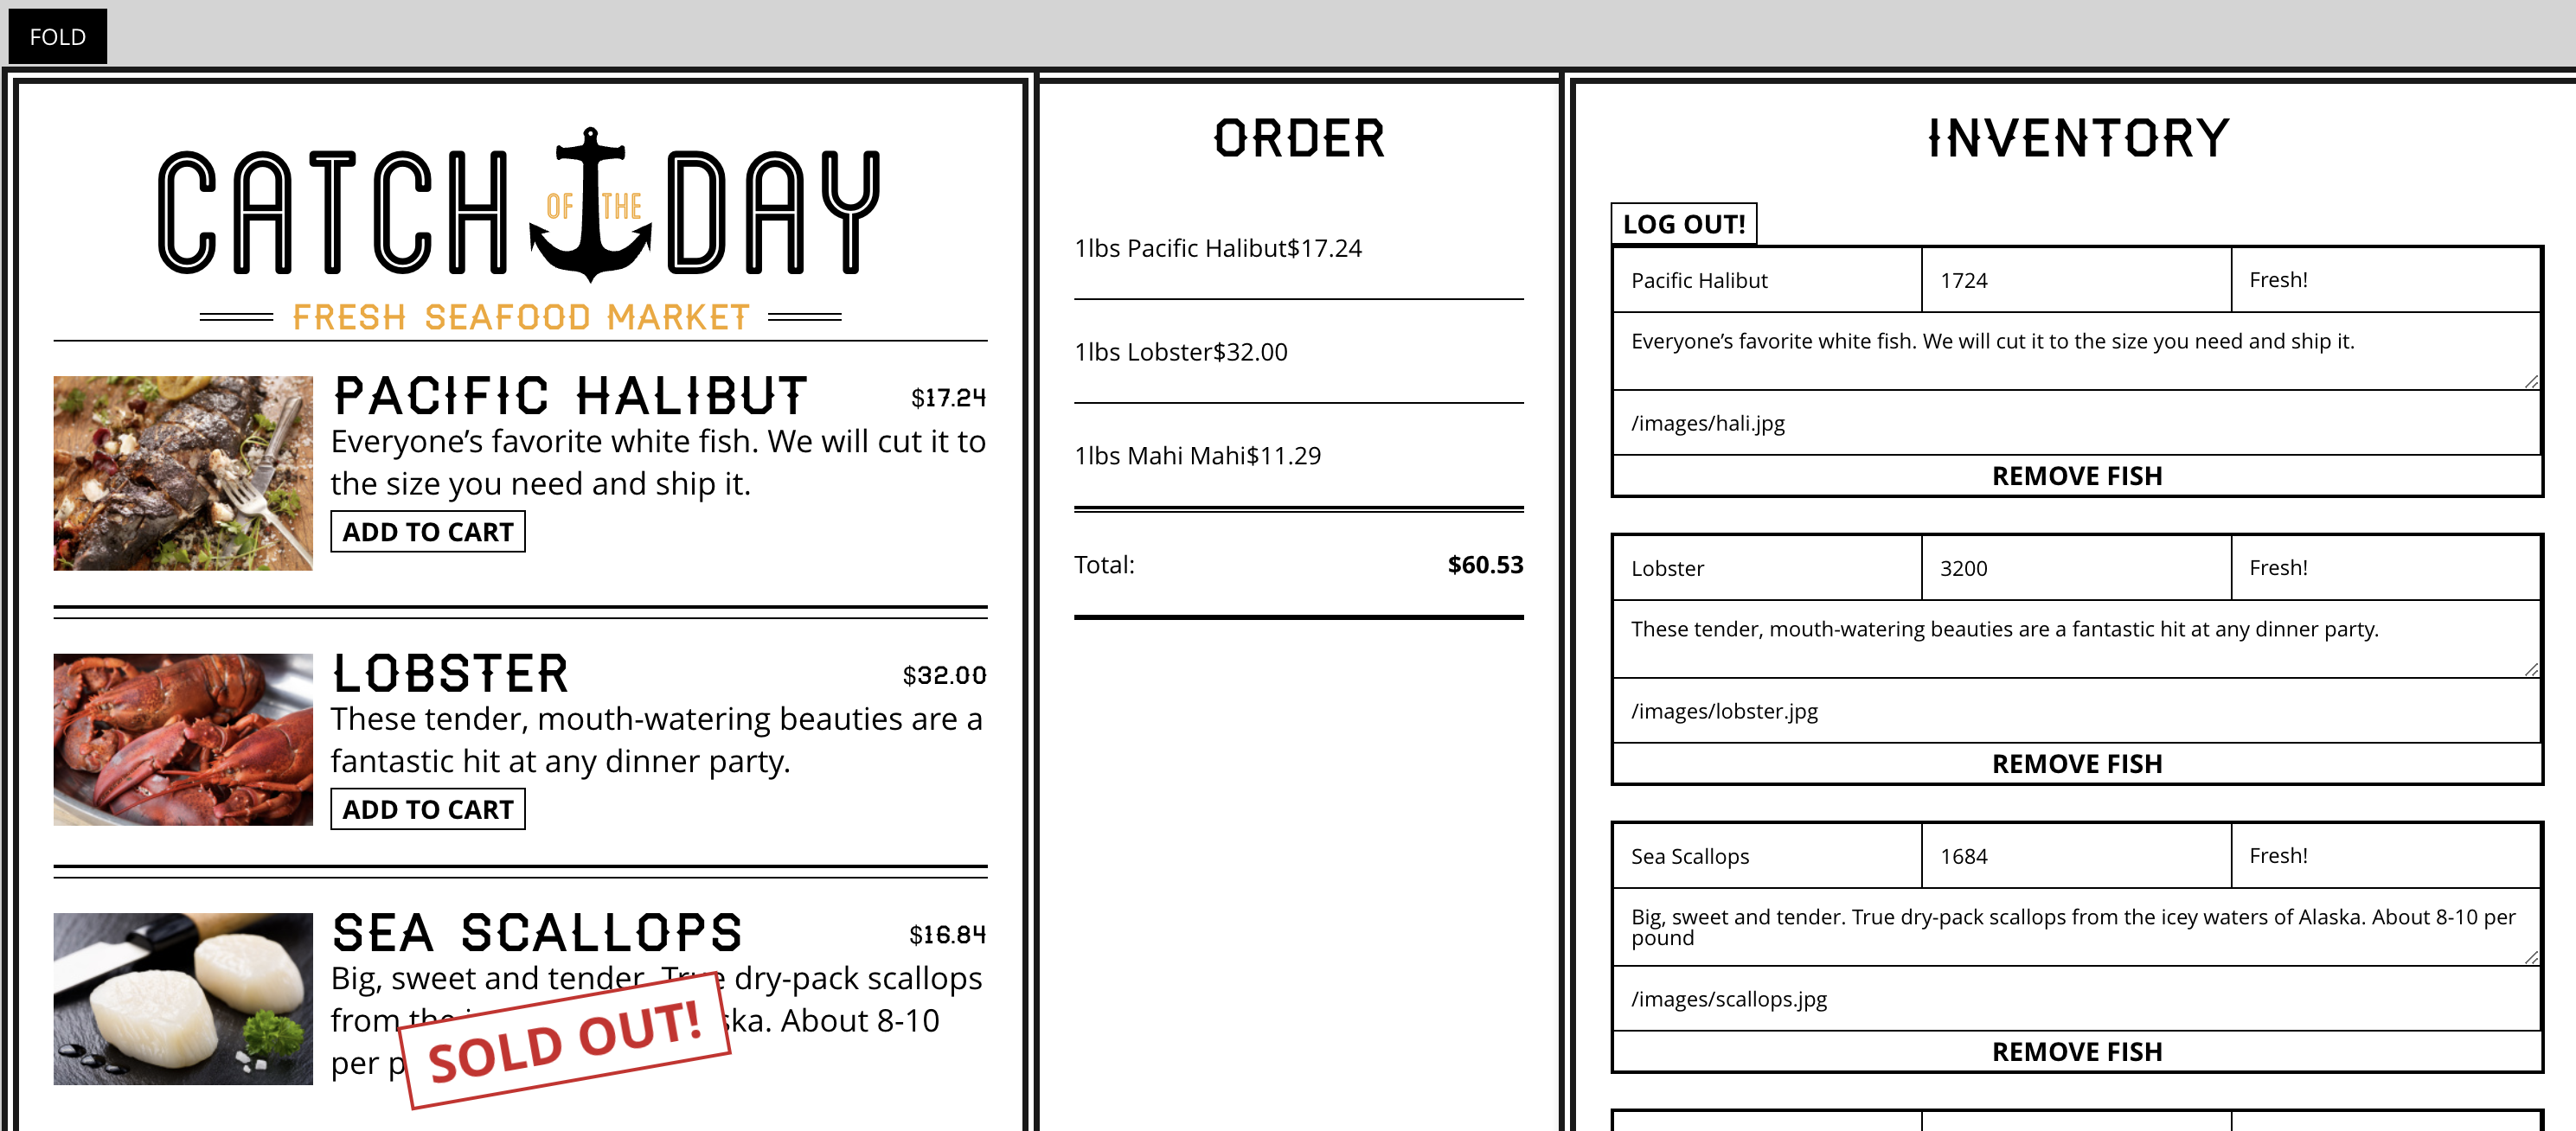 FOLD
CATCH OF THE DAY
FRESH SEAFOOD MARKET
PACIFIC HALIBUT $17.24
Everyone’s favorite white fish. We will cut it to
the size you need and ship it.
ADD TO CART
LOBSTER $32.00
These tender, mouth-watering beauties are a
fantastic hit at any dinner party.
ADD TO CART
SEA SCALLOPS $16.84
Big, sweet and tender. True dry-pack scallops
from the ska. About 8-10
per p
SOLD OUT!
ORDER
1lbs Pacific Halibut$17.24
1lbs Lobster$32.00
1lbs Mahi Mahi$11.29
Total: $60.53
INVENTORY
LOG OUT!
Pacific Halibut 1724 Fresh!
Everyone’s favorite white fish. We will cut it to the size you need and ship it.
/images/hali.jpg
REMOVE FISH
Lobster 3200 Fresh!
These tender, mouth-watering beauties are a fantastic hit at any dinner party.
/images/lobster.jpg
REMOVE FISH
Sea Scallops 1684 Fresh!
Big, sweet and tender. True dry-pack scallops from the icey waters of Alaska. About 8-10 per
pound
/images/scallops.jpg
REMOVE FISH